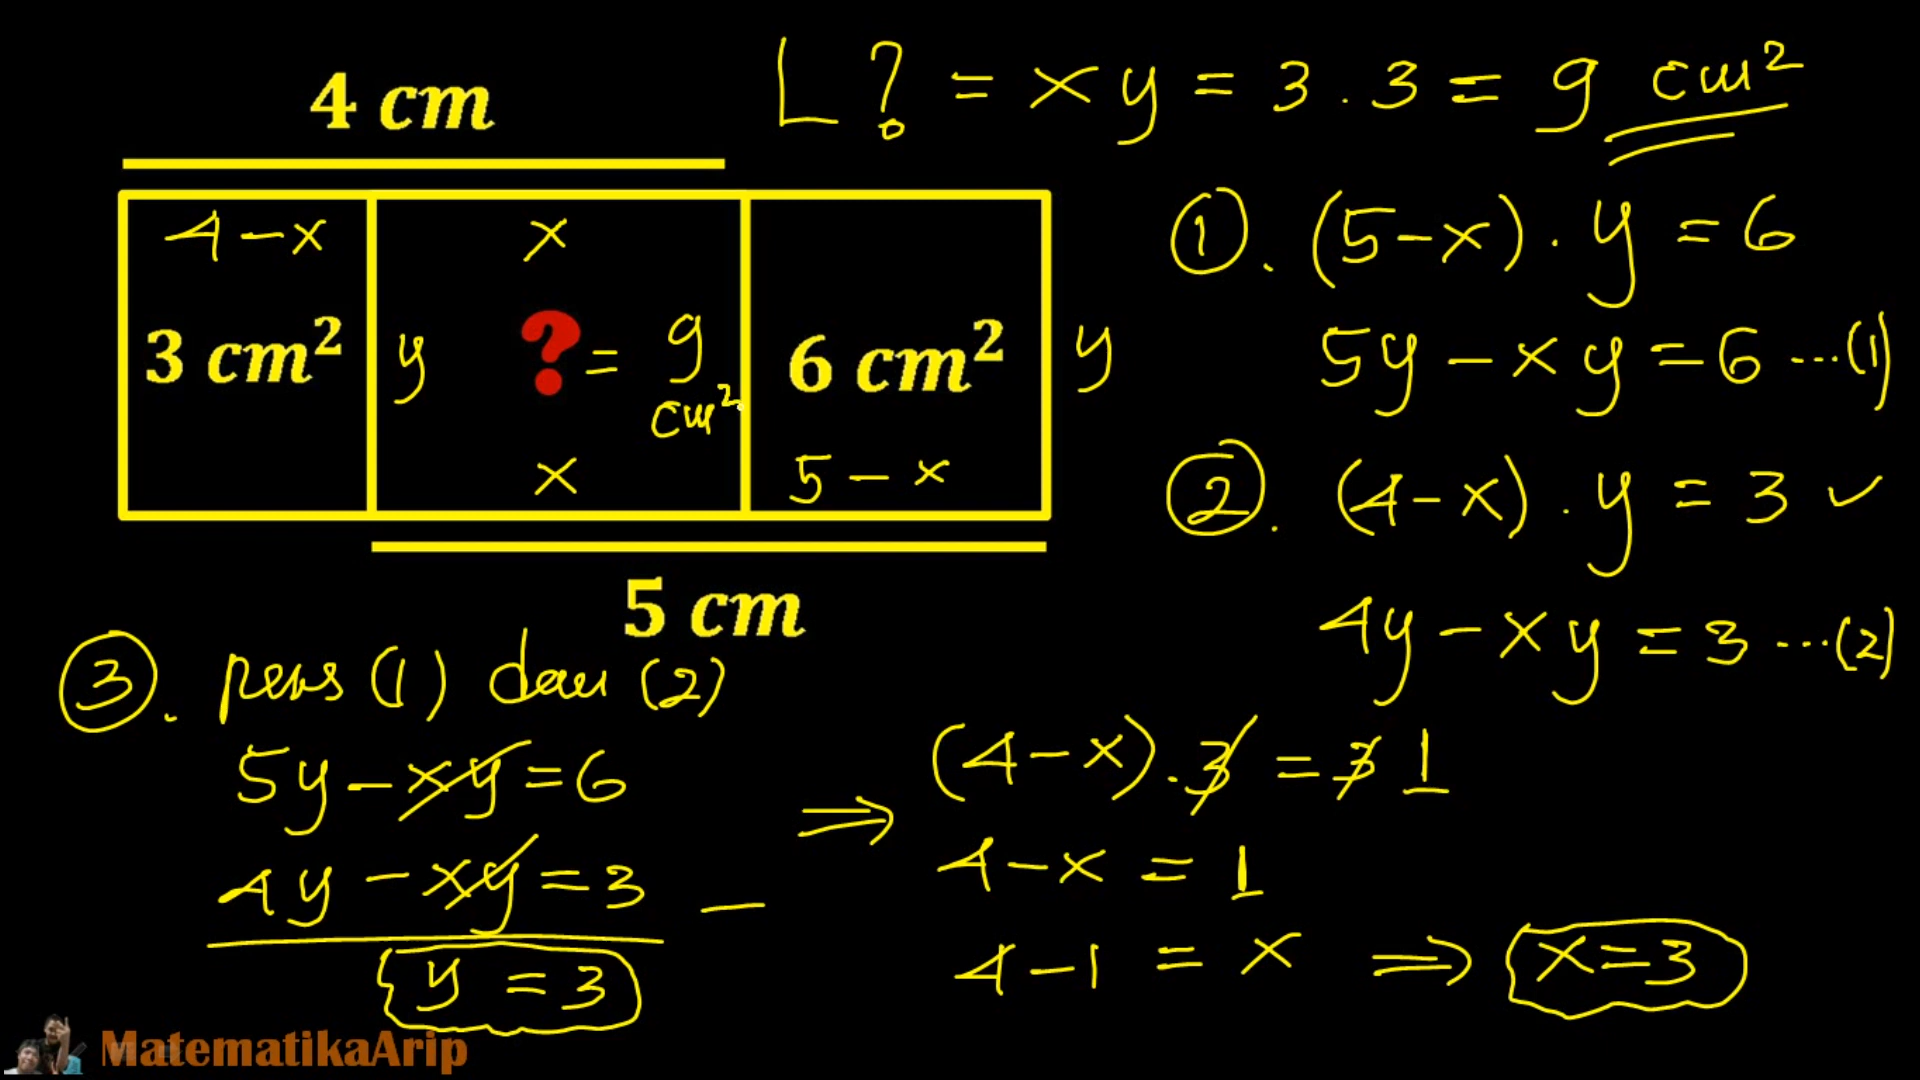 4 cm
L ? = xy = 3 . 3 = 9 cm²
4-x
x
3 cm²
y
? = 9
cm²
6 cm²
y
x
5-x
5 cm
①. (5-x) . y = 6
5y - xy = 6 ...(1)
②. (4-x) . y = 3 ✓
4y - xy = 3 ...(2)
③. pers (1) dan (2)
5y - xy = 6
4y - xy = 3 —
y = 3
⇒ (4-x) . 3 = 3 1
4-x = 1
4-1 = x ⇒ x = 3
MatematikaArip